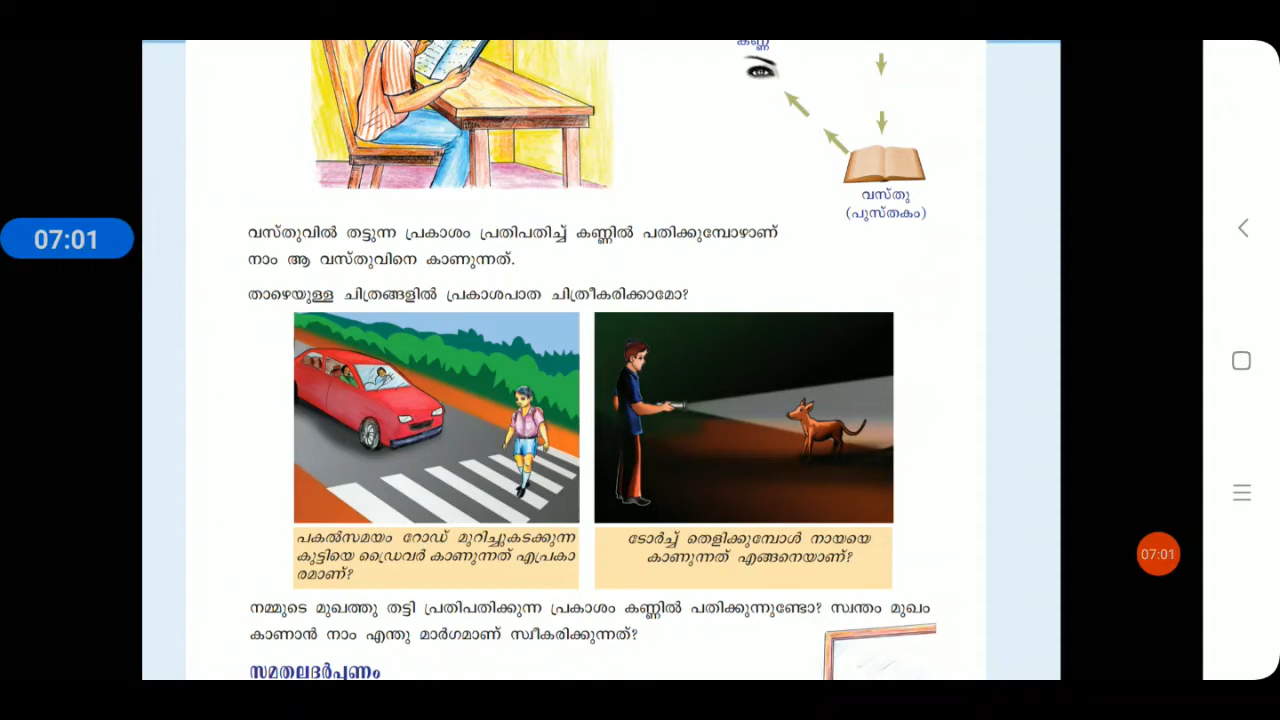 കണ്ണ്
വസ്തു
(പുസ്തകം)
07:01
വസ്തുവിൽ തട്ടുന്ന പ്രകാശം പ്രതിപതിച്ച് കണ്ണിൽ പതിക്കുമ്പോഴാണ്
നാം ആ വസ്തുവിനെ കാണുന്നത്.
താഴെയുള്ള ചിത്രങ്ങളിൽ പ്രകാശപാത ചിത്രീകരിക്കാമോ?
പകൽസമയം റോഡ് മുറിച്ചുകടക്കുന്ന
കുട്ടിയെ ഡ്രൈവർ കാണുന്നത് എപ്രകാ
രമാണ്?
ടോർച്ച് തെളിക്കുമ്പോൾ നായയെ
കാണുന്നത് എങ്ങനെയാണ്?
07:01
നമ്മുടെ മുഖത്തു തട്ടി പ്രതിപതിക്കുന്ന പ്രകാശം കണ്ണിൽ പതിക്കുന്നുണ്ടോ? സ്വന്തം മുഖം
കാണാൻ നാം എന്തു മാർഗമാണ് സ്വീകരിക്കുന്നത്?
സമതലദർപ്പണം